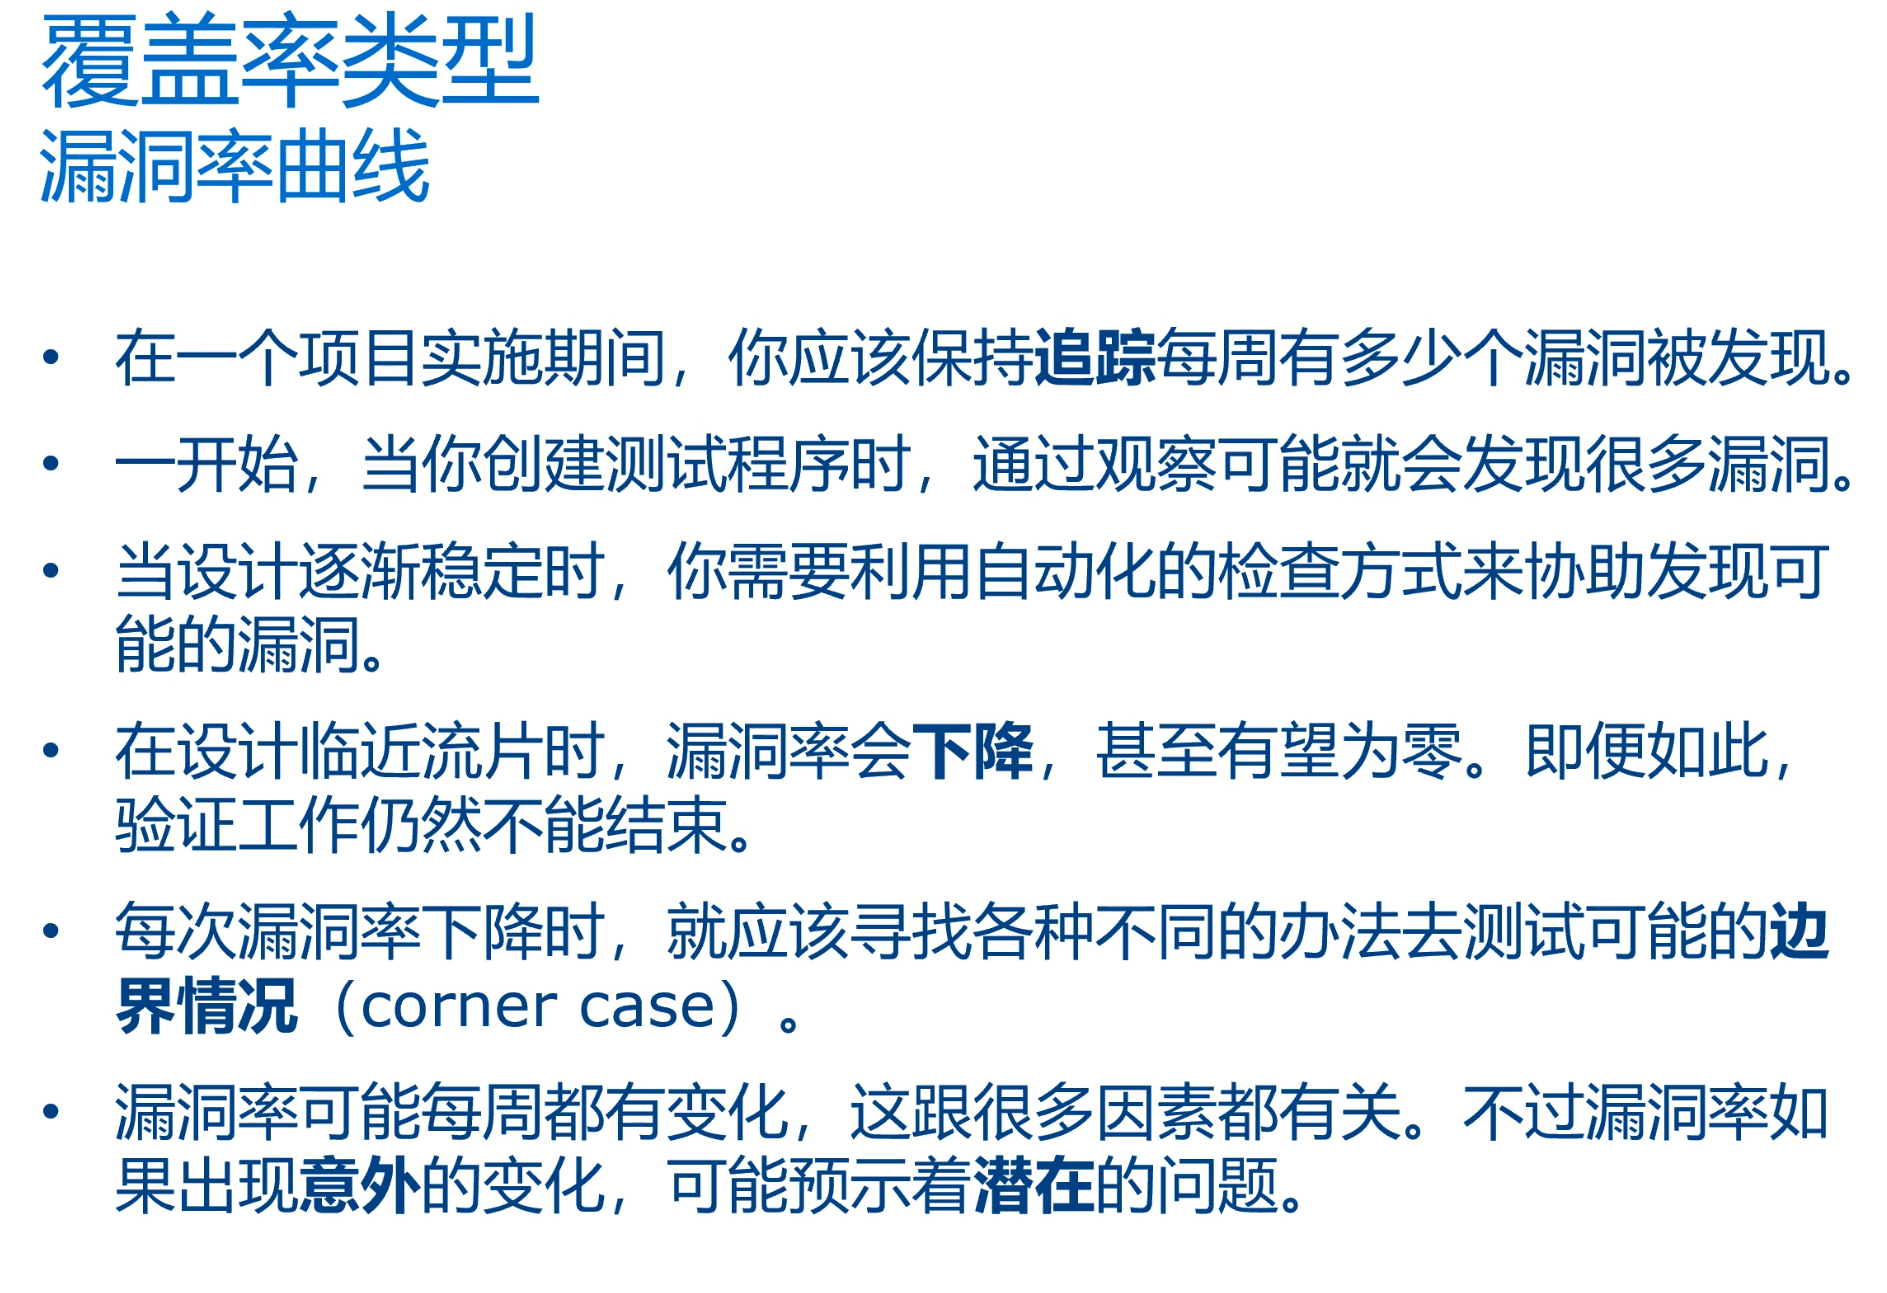 覆盖率类型
漏洞率曲线
• 在一个项目实施期间，你应该保持追踪每周有多少个漏洞被发现。
• 一开始，当你创建测试程序时，通过观察可能就会发现很多漏洞。
• 当设计逐渐稳定时，你需要利用自动化的检查方式来协助发现可
能的漏洞。
• 在设计临近流片时，漏洞率会下降，甚至有望为零。即便如此，
验证工作仍然不能结束。
• 每次漏洞率下降时，就应该寻找各种不同的办法去测试可能的边
界情况（corner case）。
• 漏洞率可能每周都有变化，这跟很多因素都有关。不过漏洞率如
果出现意外的变化，可能预示着潜在的问题。